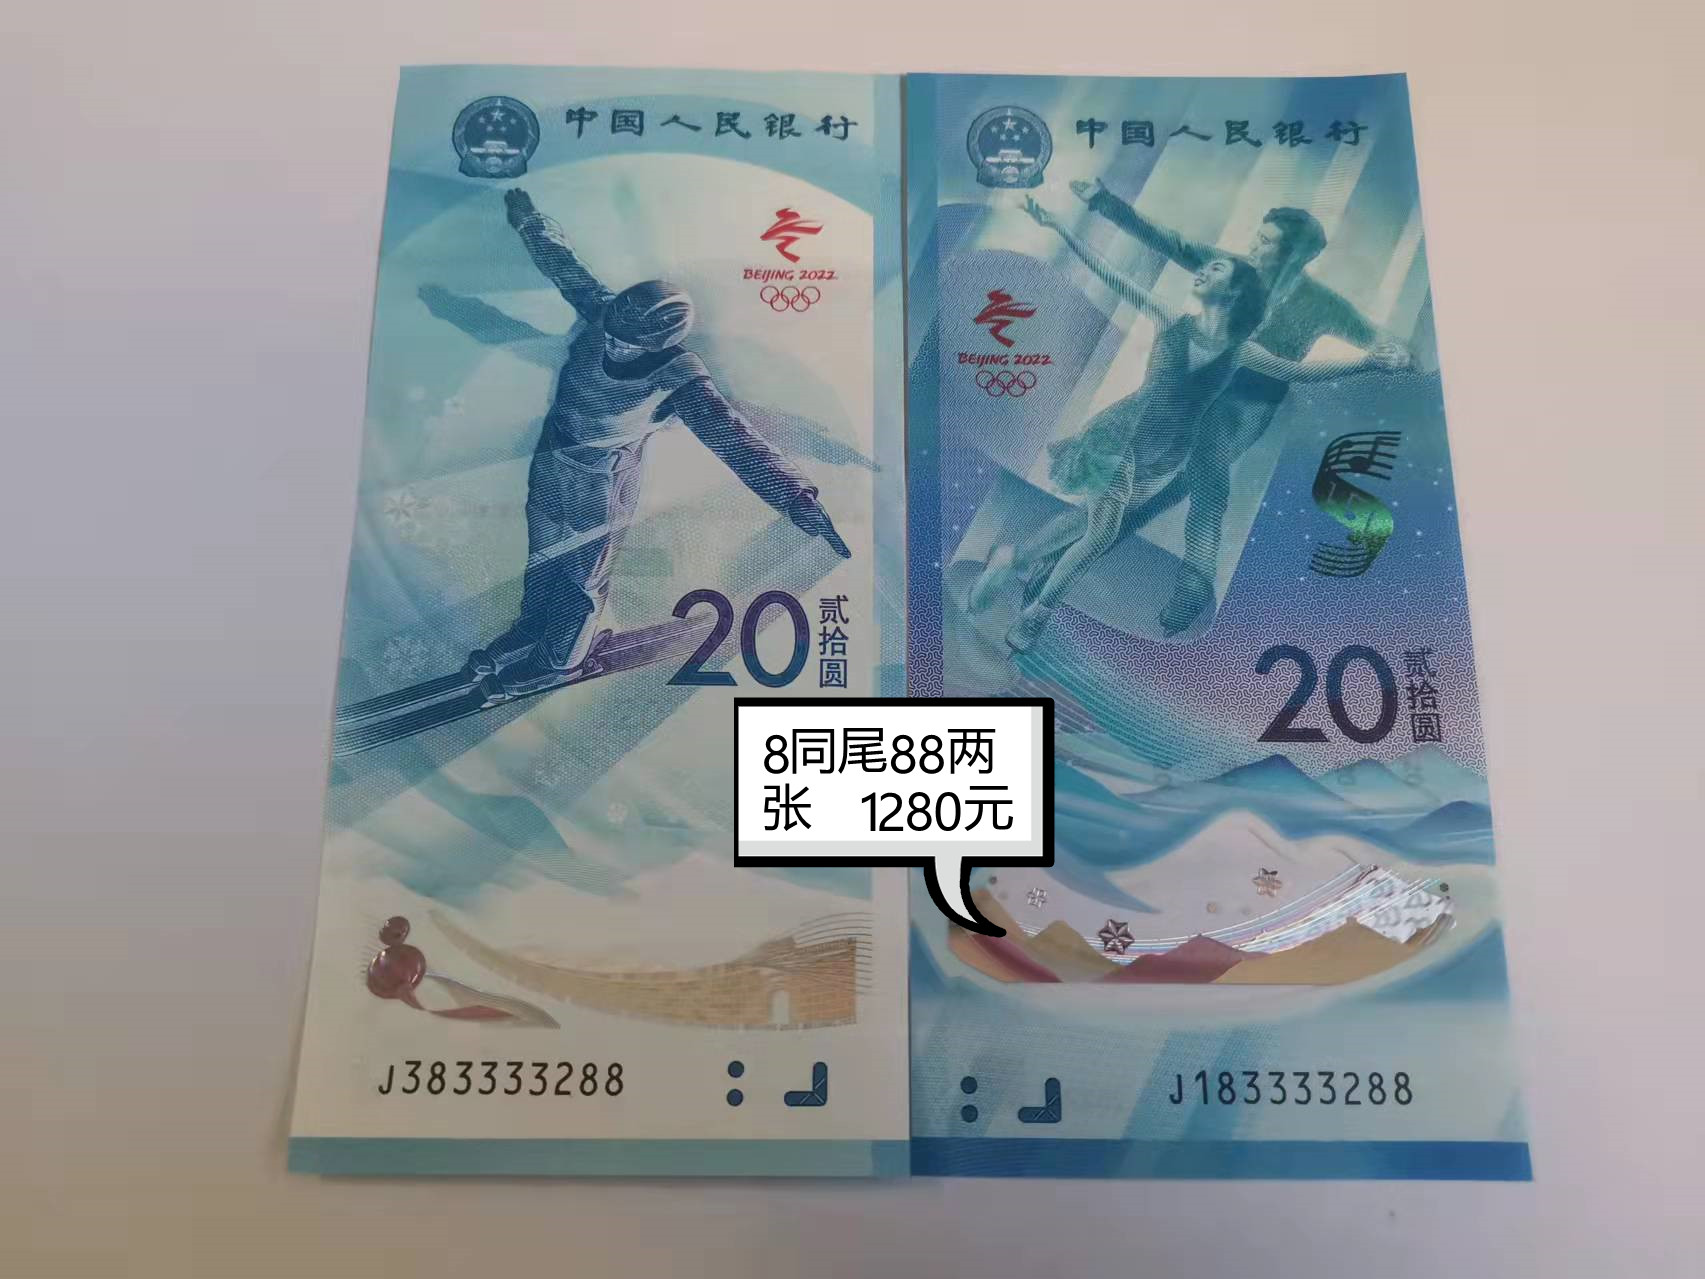 中国人民银行
BEIJING 2022
20
贰拾圆
J383333288
中国人民银行
BEIJING 2022
20
贰拾圆
J183333288
8同尾88两
张 1280元